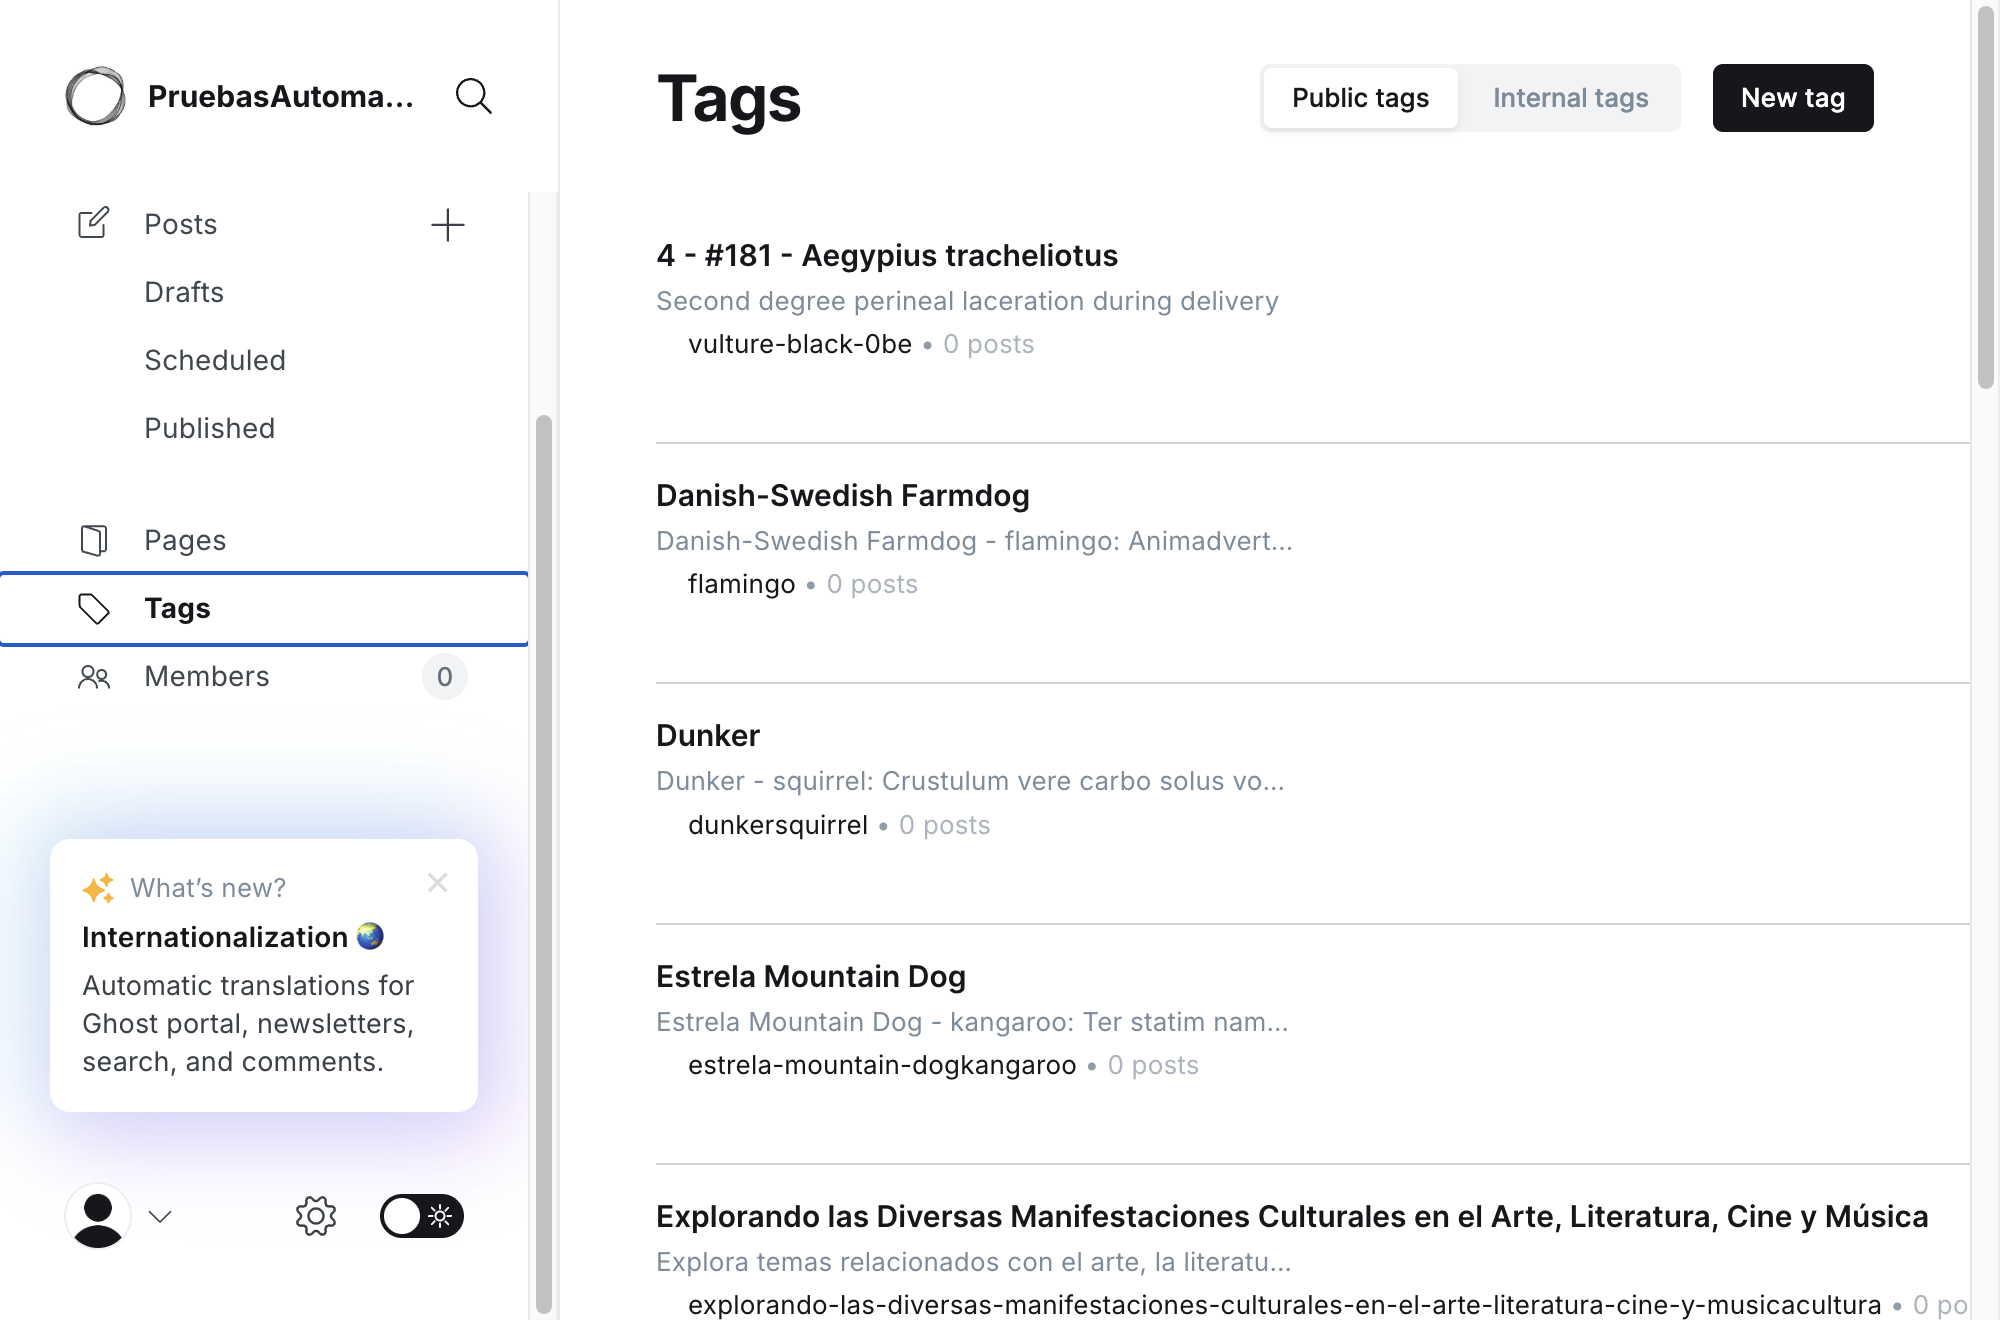 PruebasAutoma...
Posts
Drafts
Scheduled
Published
Pages
Tags
Members 0
What's new?
Internationalization
Automatic translations for
Ghost portal, newsletters,
search, and comments.
Tags
Public tags
Internal tags
New tag
4 - #181 - Aegypius tracheliotus
Second degree perineal laceration during delivery
vulture-black-0be • 0 posts
Danish-Swedish Farmdog
Danish-Swedish Farmdog - flamingo: Animadvert...
flamingo • 0 posts
Dunker
Dunker - squirrel: Crustulum vere carbo solus vo...
dunkersquirrel • 0 posts
Estrela Mountain Dog
Estrela Mountain Dog - kangaroo: Ter statim nam...
estrela-mountain-dogkangaroo • 0 posts
Explorando las Diversas Manifestaciones Culturales en el Arte, Literatura, Cine y Música
Explora temas relacionados con el arte, la literatu...
explorando-las-diversas-manifestaciones-culturales-en-el-arte-literatura-cine-y-musicacultura • 0 po